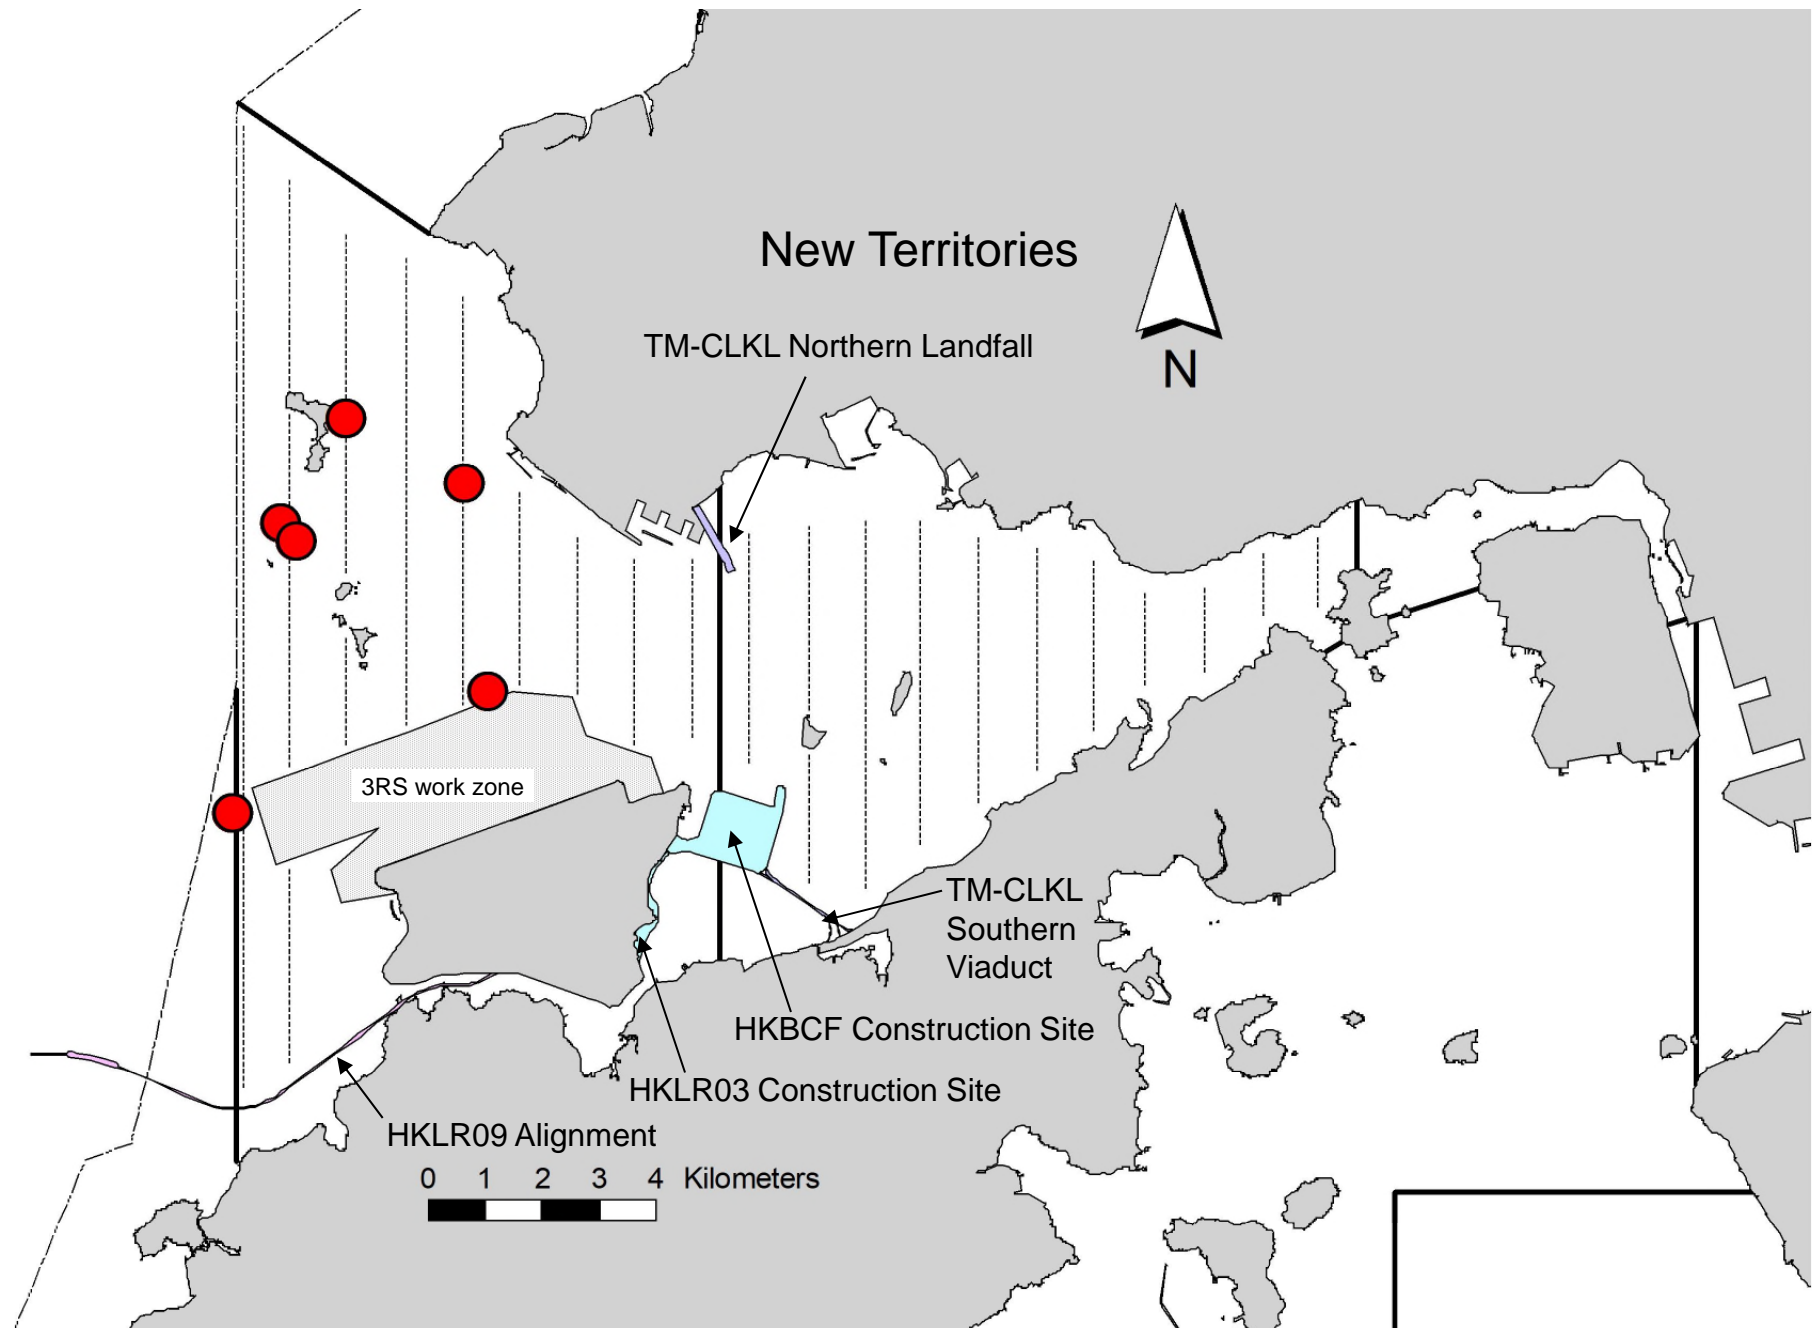 New Territories
TM-CLKL Northern Landfall
N
3RS work zone
TM-CLKL
Southern
Viaduct
HKBCF Construction Site
HKLR03 Construction Site
HKLR09 Alignment
0 1 2 3 4 Kilometers